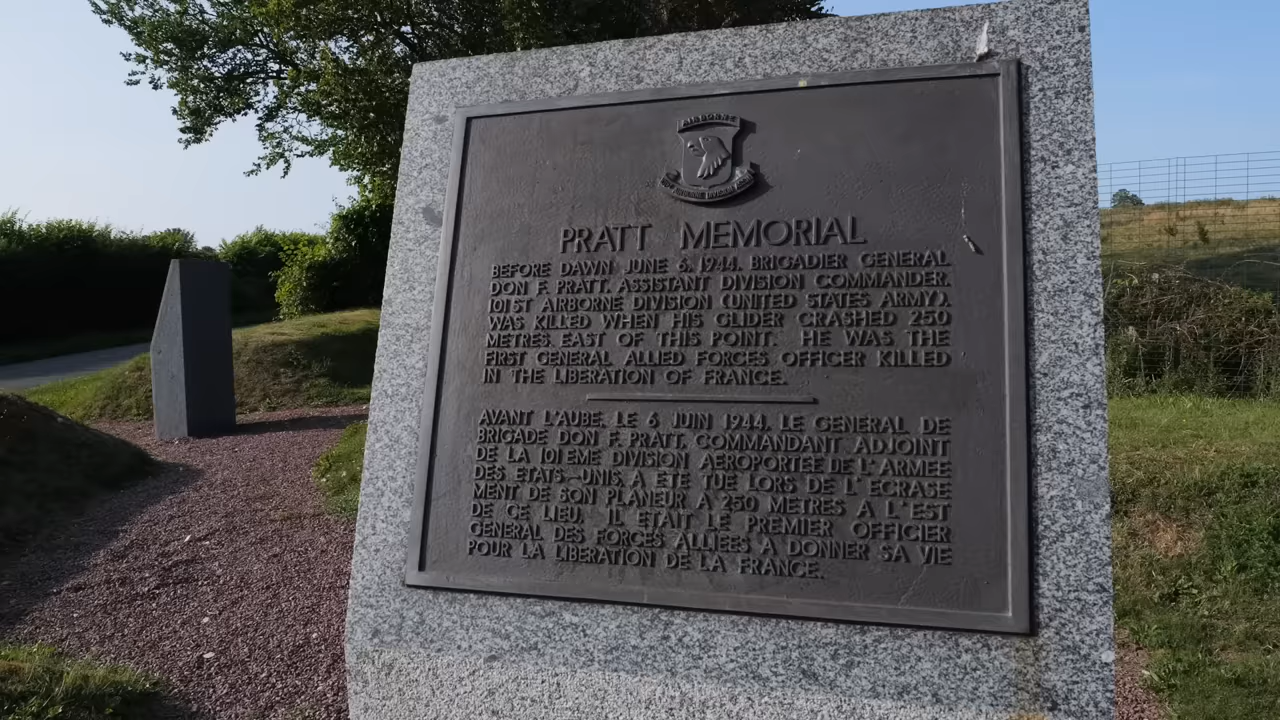 AIRBORNE
101ST AIRBORNE DIVISION
PRATT MEMORIAL
BEFORE DAWN JUNE 6, 1944, BRIGADIER GENERAL
DON F. PRATT, ASSISTANT DIVISION COMMANDER,
101ST AIRBORNE DIVISION (UNITED STATES ARMY),
WAS KILLED WHEN HIS GLIDER CRASHED 250
METRES EAST OF THIS POINT. HE WAS THE
FIRST GENERAL ALLIED FORCES OFFICER KILLED
IN THE LIBERATION OF FRANCE.
AVANT L'AUBE, LE 6 JUIN 1944, LE GENERAL DE
BRIGADE DON F. PRATT, COMMANDANT ADJOINT
DE LA 101EME DIVISION AEROPORTEE DE L'ARMEE
DES ETATS-UNIS, A ETE TUE LORS DE L'ECRASE
MENT DE SON PLANEUR A 250 METRES A L'EST
DE CE LIEU. IL ETAIT LE PREMIER OFFICIER
GENERAL DES FORCES ALLIEES A DONNER SA VIE
POUR LA LIBERATION DE LA FRANCE.